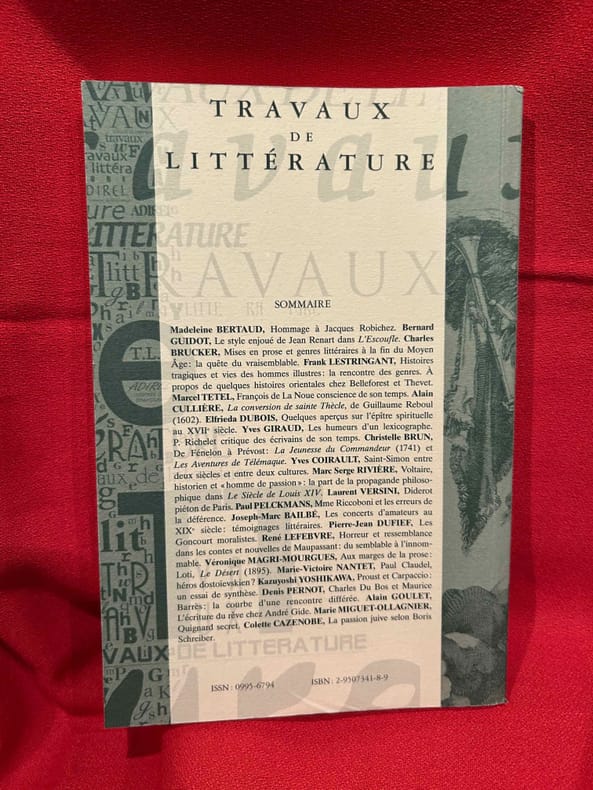 TRAVAUX
DE
LITTÉRATURE
SOMMAIRE
Madeleine BERTAUD, Hommage à Jacques Robichez. Bernard
GUIDOT, Le style enjoué de Jean Renart dans L'Escoufle. Charles
BRUCKER, Mises en prose et genres littéraires à la fin du Moyen
Âge : la quête du vraisemblable. Frank LESTRINGANT, Histoires
tragiques et vies des hommes illustres : la rencontre des genres. À
propos de quelques histoires orientales chez Belleforest et Thevet.
Marcel TETEL, François de La Noue conscience de son temps. Alain
CULLIÈRE, La conversion de sainte Thècle, de Guillaume Reboul
(1602). Elfrieda DUBOIS, Quelques aperçus sur l'épître spirituelle
au XVIIe siècle. Yves GIRAUD, Les humeurs d'un lexicographe.
P. Richelet critique des écrivains de son temps. Christelle BRUN,
De Fénelon à Prévost : La Jeunesse du Commandeur (1741) et
Les Aventures de Télémaque. Yves COIRAULT, Saint-Simon entre
deux siècles et entre deux cultures. Marc Serge RIVIÈRE, Voltaire,
historien et « homme de passion » : la part de la propagande philoso-
phique dans Le Siècle de Louis XIV. Laurent VERSINI, Diderot
piéton de Paris. Paul PELCKMANS, Mme Riccoboni et les erreurs de
la déférence. Joseph-Marc BAILBÉ, Les concerts d'amateurs au
XIXe siècle : témoignages littéraires. Pierre-Jean DUFIEF, Les
Goncourt moralistes. René LEFEBVRE, Horreur et ressemblance
dans les contes et nouvelles de Maupassant : du semblable à l'innom-
mable. Véronique MAGRI-MOURGUES, Aux marges de la prose :
Loti, Le Désert (1895). Marie-Victoire NANTET, Paul Claudel,
héros dostoïevskien ? Kazuyoshi YOSHIKAWA, Proust et Carpaccio :
un essai de synthèse. Denis PERNOT, Charles Du Bos et Maurice
Barrès : la courbe d'une rencontre différée. Alain GOULET,
L'écriture du rêve chez André Gide. Marie MIGUET-OLLAGNIER,
Quignard secret. Colette CAZENOBE, La passion juive selon Boris
Schreiber.
VAUX DE LITTERATURE
ISSN : 0995-6794
ISBN : 2-9507341-8-9